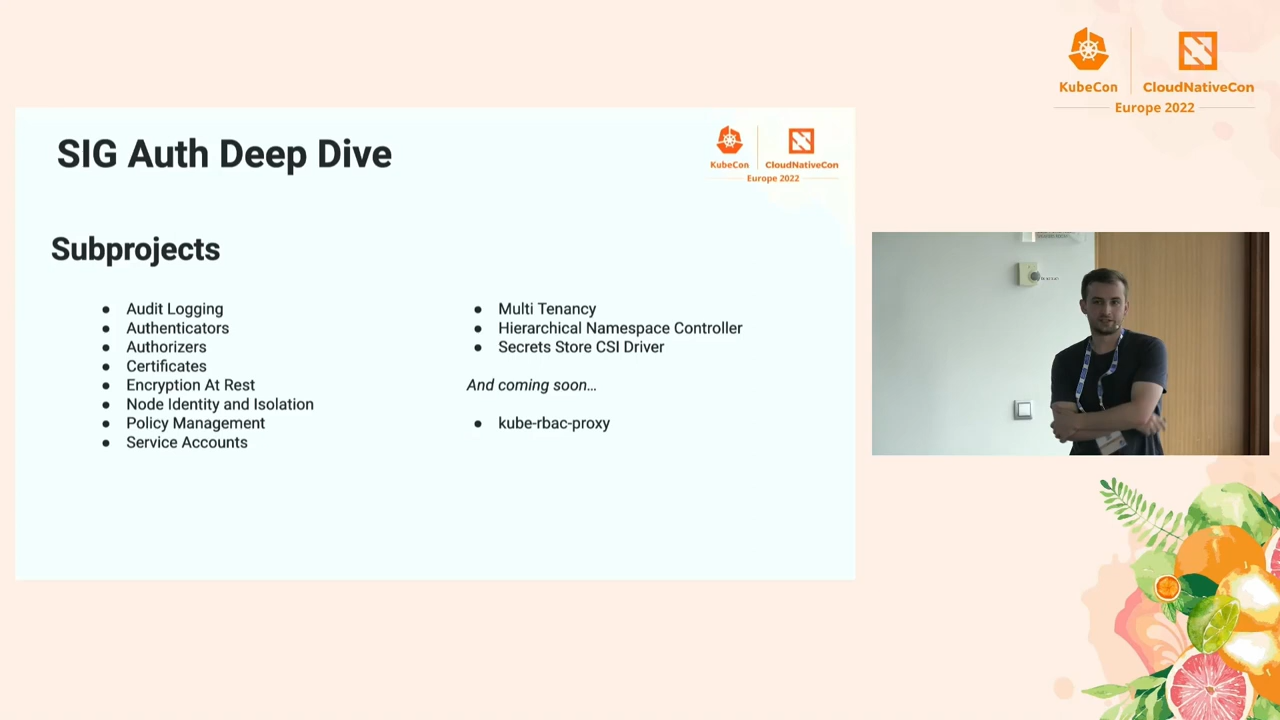 KubeCon
CloudNativeCon
Europe 2022
SIG Auth Deep Dive
KubeCon
CloudNativeCon
Europe 2022
Subprojects
Audit Logging
Authenticators
Authorizers
Certificates
Encryption At Rest
Node Identity and Isolation
Policy Management
Service Accounts
Multi Tenancy
Hierarchical Namespace Controller
Secrets Store CSI Driver
And coming soon…
kube-rbac-proxy